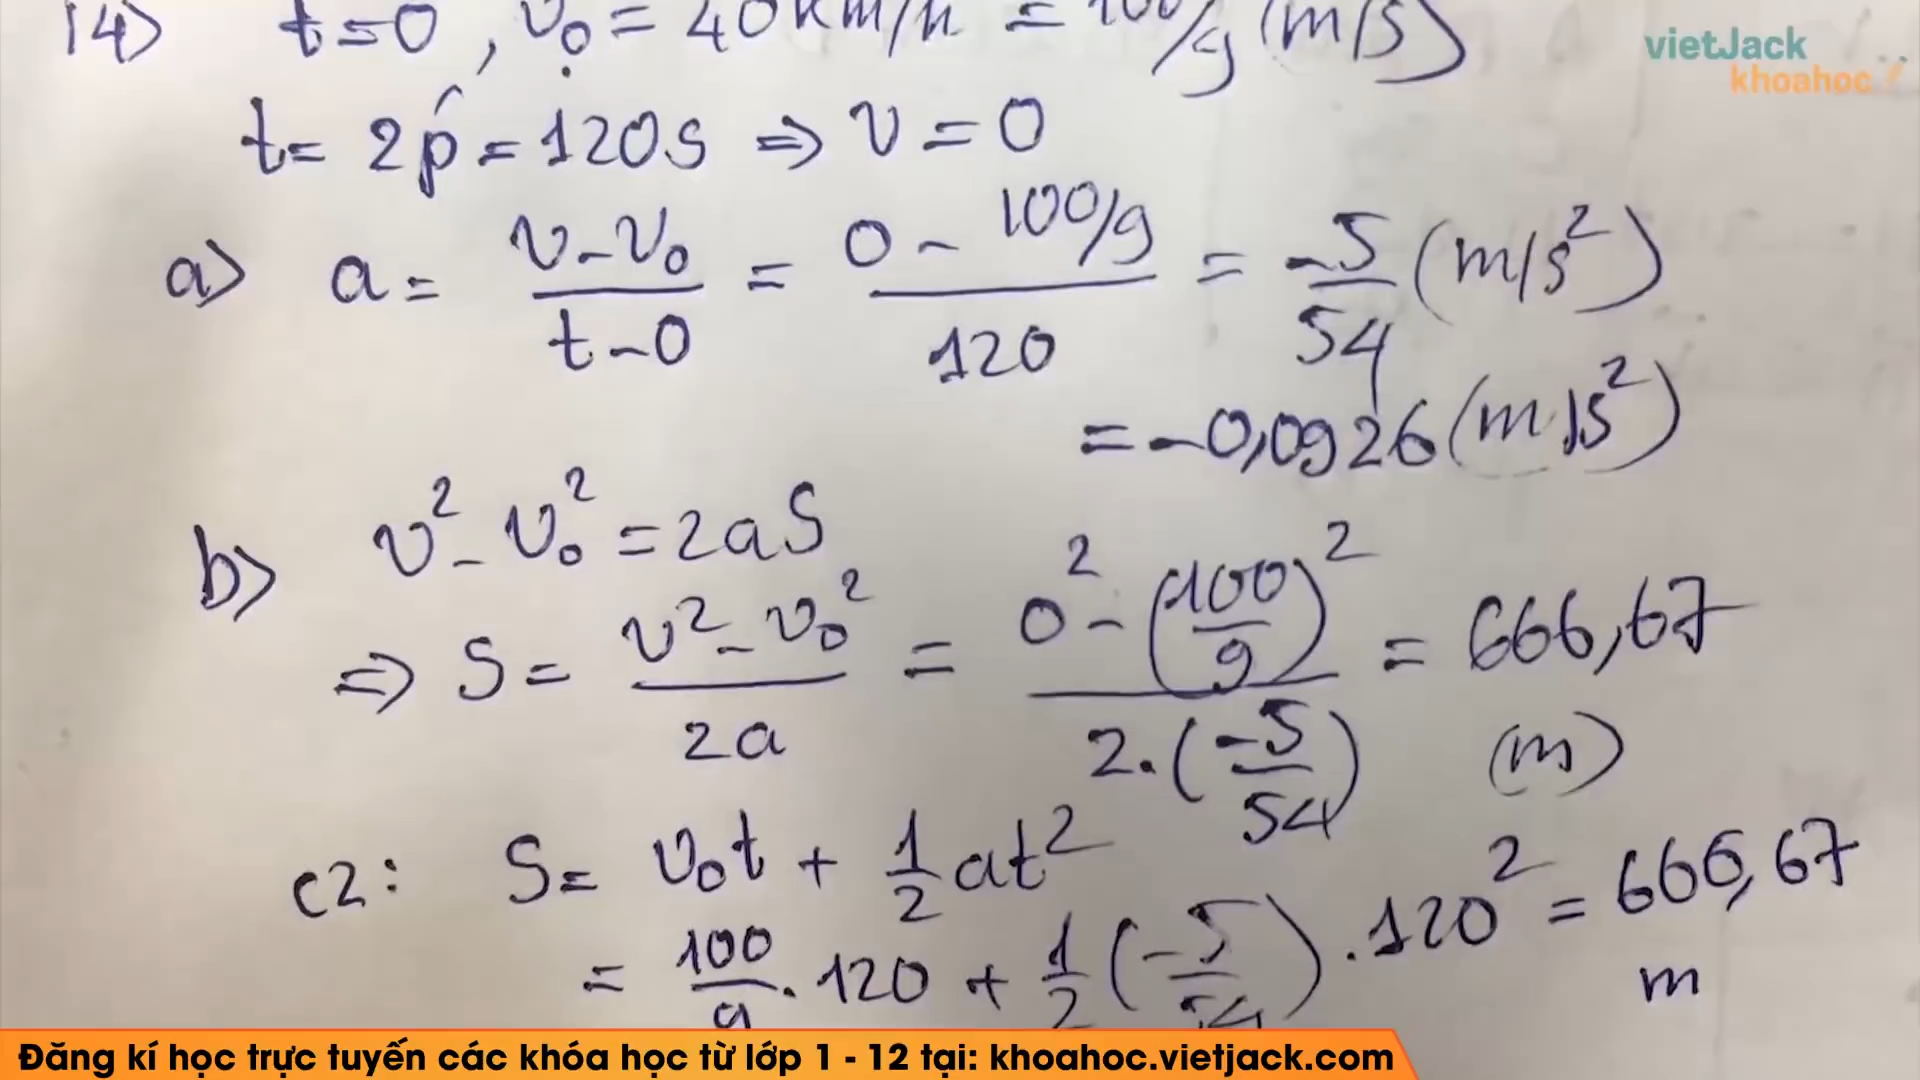 14) t=0, v₀ = 40km/h = 100/9 (m/s)
vietJack
khoahoc
t= 2p' = 120s ⇒ v = 0
a) a = (v-v₀)/(t-0) = (0 - 100/9)/120 = -5/54 (m/s²)
= -0,0926 (m/s²)
b) v² - v₀² = 2aS
⇒ S = (v² - v₀²)/2a = (0² - (100/9)²)/(2.(-5/54)) = 666,67
(m)
c2: S = v₀t + 1/2 at²
= 100/9 . 120 + 1/2 (-5/54) . 120² = 666,67
m
Đăng kí học trực tuyến các khóa học từ lớp 1 - 12 tại: khoahoc.vietjack.com